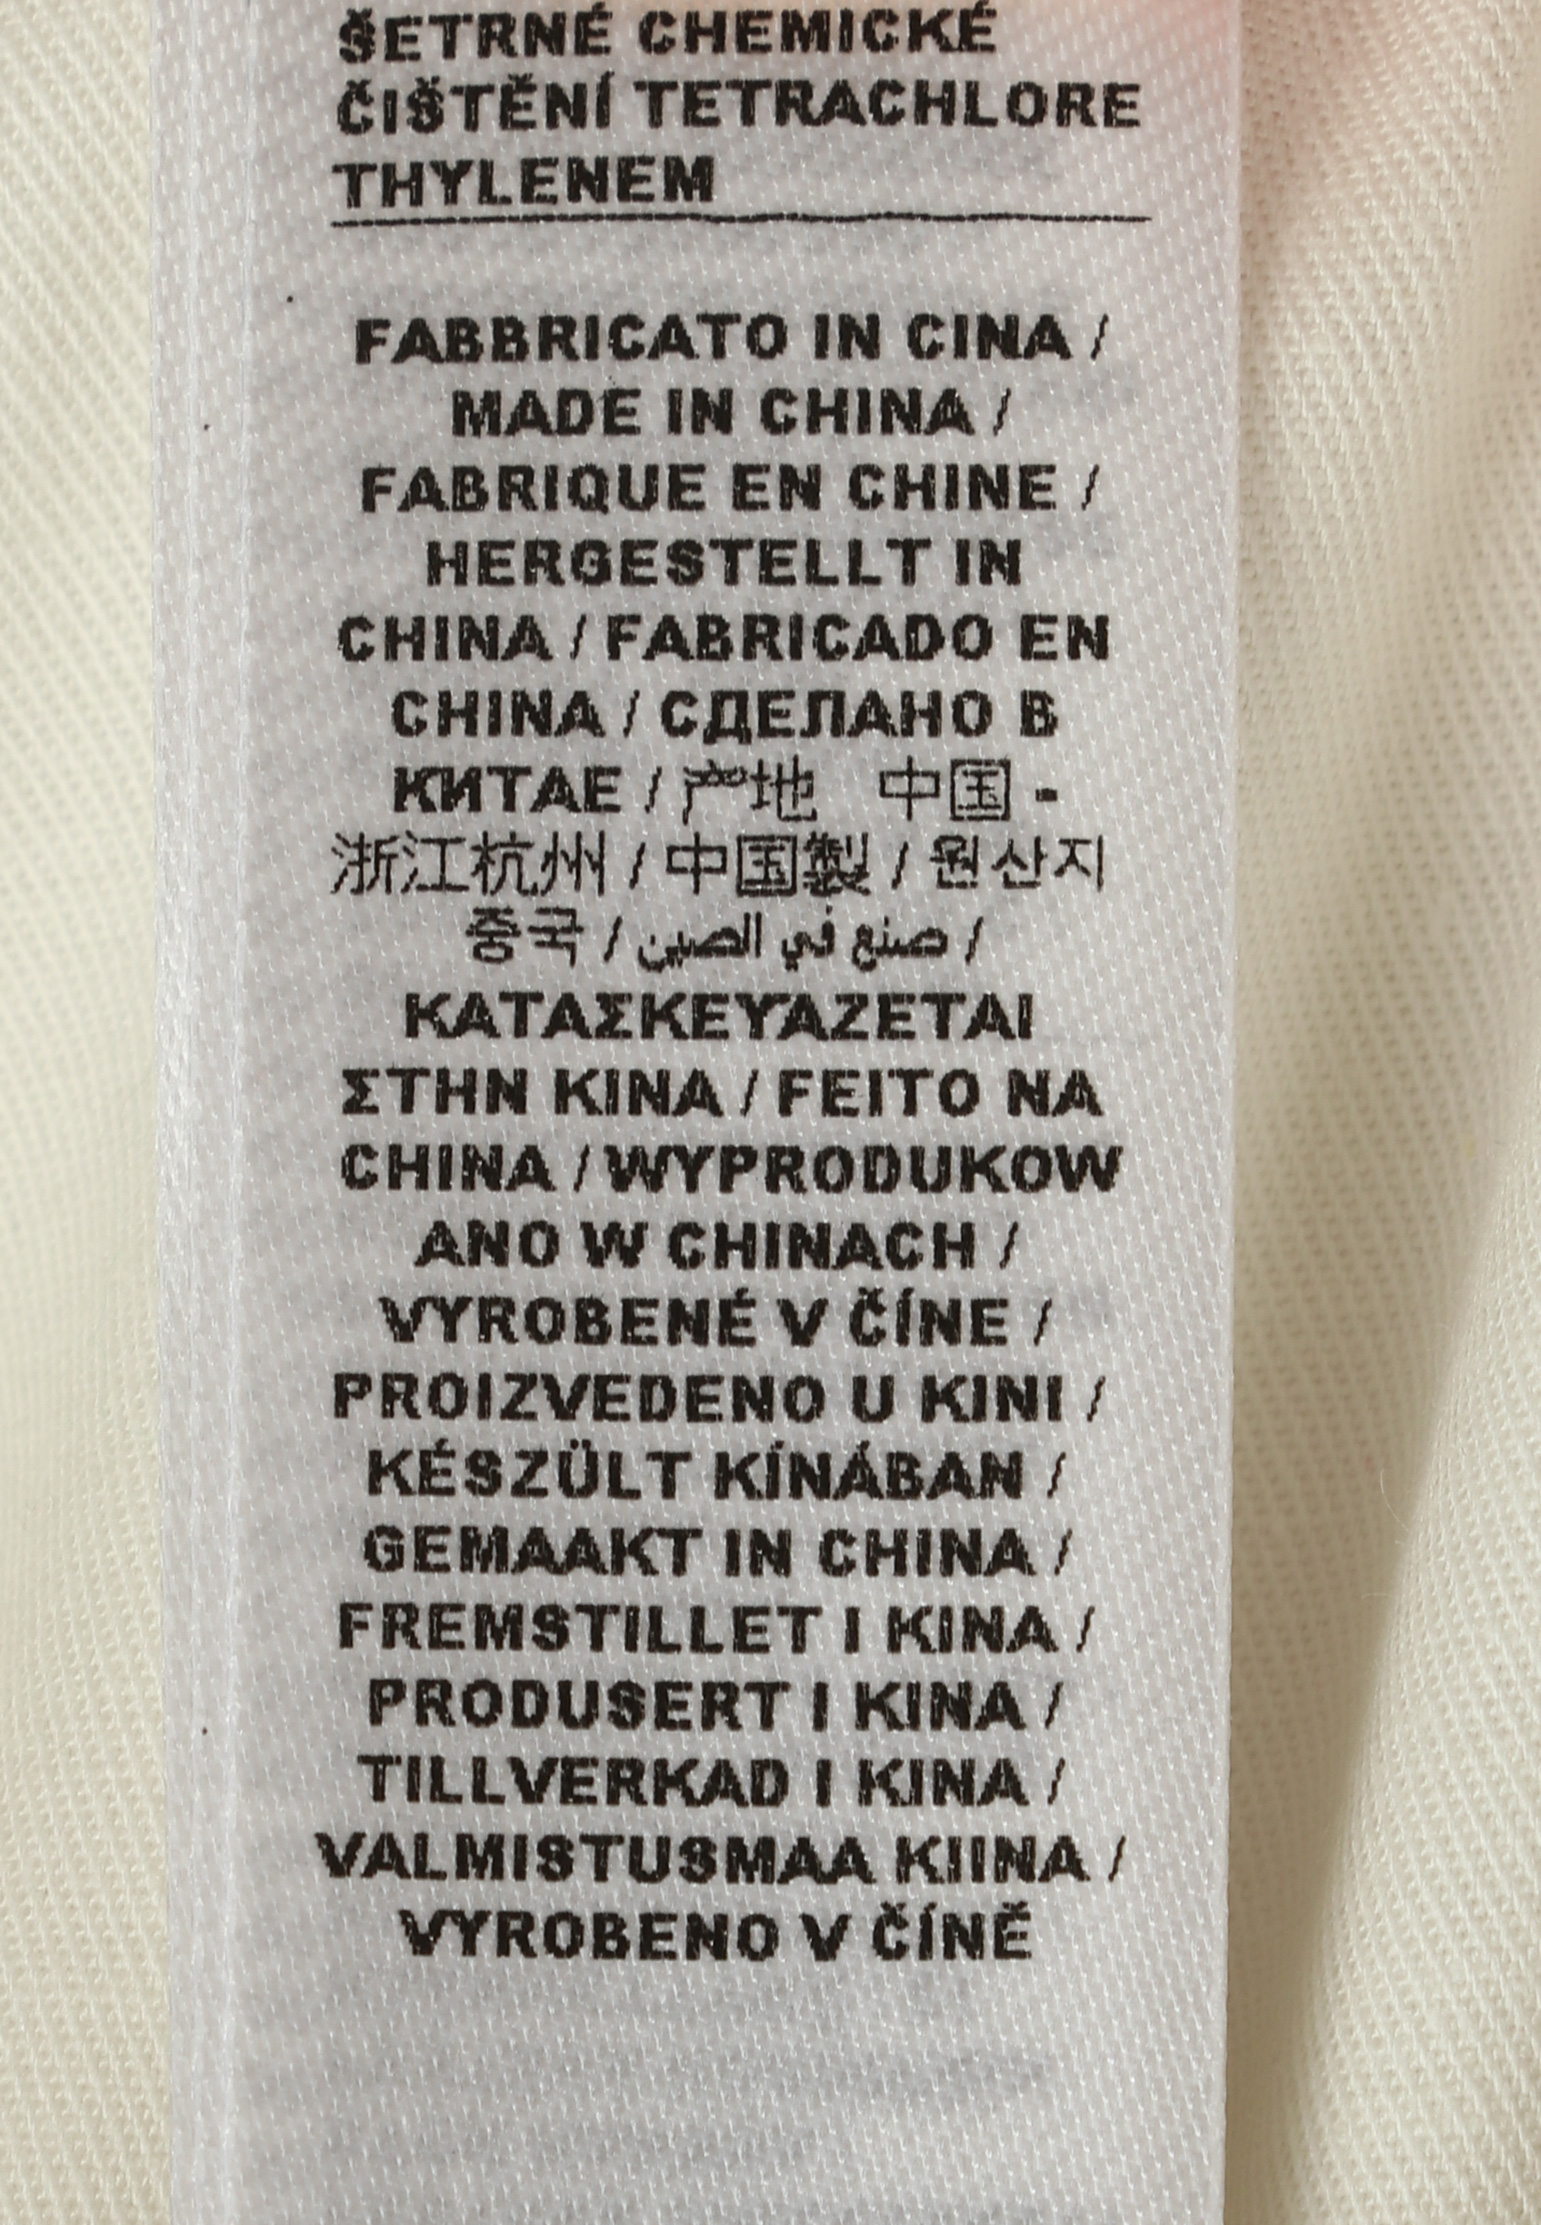 ŠETRNÉ CHEMICKÉ
ČIŠTĚNÍ TETRACHLORE
THYLENEM
FABBRICATO IN CINA /
MADE IN CHINA /
FABRIQUE EN CHINE /
HERGESTELLT IN
CHINA / FABRICADO EN
CHINA / СДЕЛАНО В
КИТАЕ / 产地 中国 -
浙江杭州 / 中国製 / 원산지
중국 / صنع في الصين /
ΚΑΤΑΣΚΕΥΑΖΕΤΑΙ
ΣΤΗΝ ΚΙΝΑ / FEITO NA
CHINA / WYPRODUKOW
ANO W CHINACH /
VYROBENÉ V ČÍNE /
PROIZVEDENO U KINI /
KÉSZÜLT KÍNÁBAN /
GEMAAKT IN CHINA /
FREMSTILLET I KINA /
PRODUSERT I KINA /
TILLVERKAD I KINA /
VALMISTUSMAA KIINA /
VYROBENO V ČÍNĚ